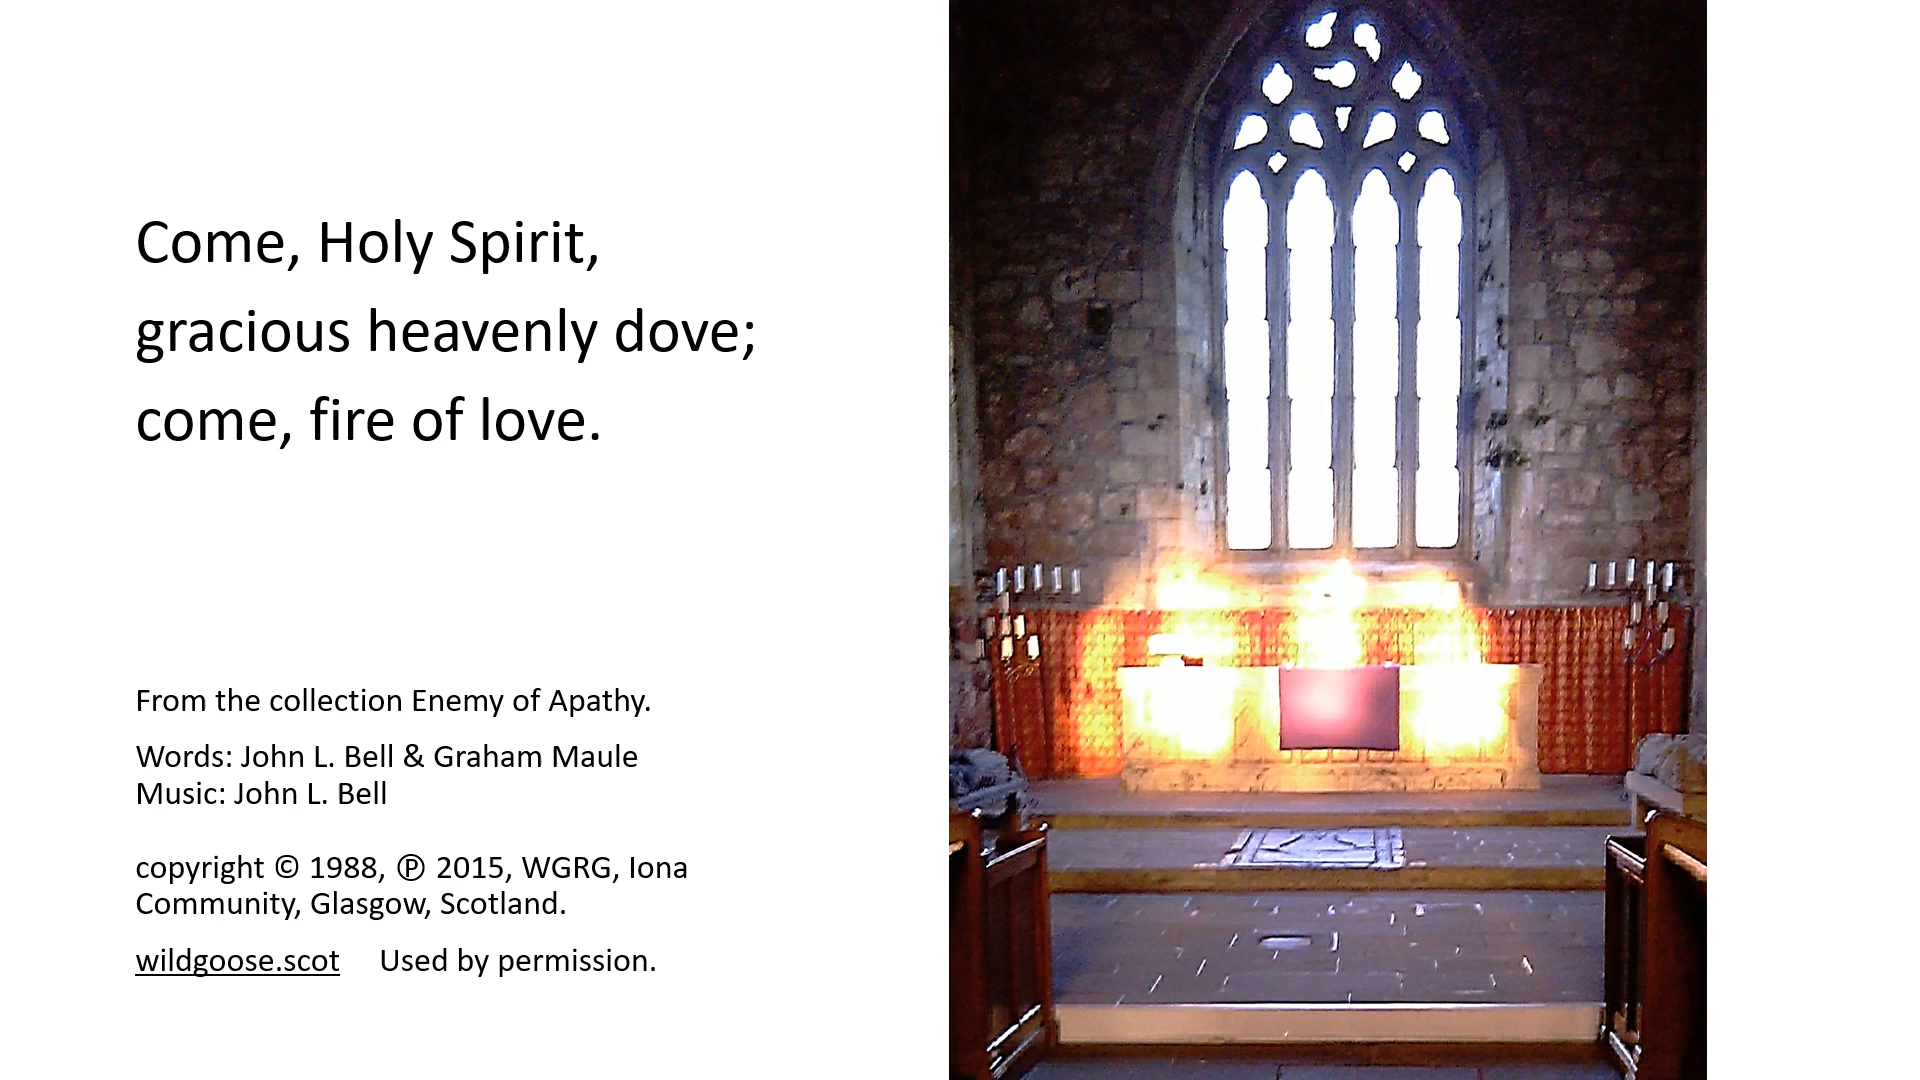 Come, Holy Spirit,
gracious heavenly dove;
come, fire of love.
From the collection Enemy of Apathy.
Words: John L. Bell & Graham Maule
Music: John L. Bell
copyright © 1988, ℗ 2015, WGRG, Iona
Community, Glasgow, Scotland.
wildgoose.scot Used by permission.